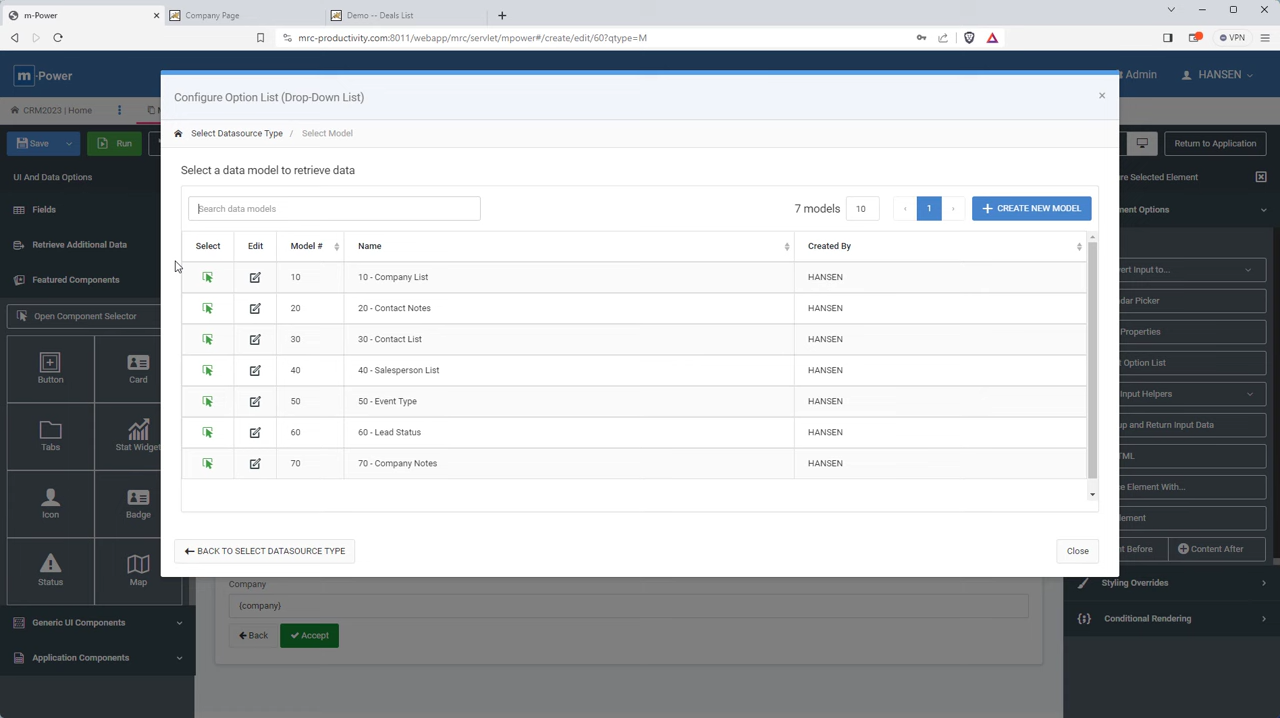 m-Power
Company Page
Demo -- Deals List
mrc-productivity.com:8011/webapp/mrc/servlet/mpower#/create/edit/60?qtype=M
VPN
m-Power
Admin
HANSEN
CRM2023 | Home
Save
Run
Return to Application
UI And Data Options
Fields
Retrieve Additional Data
Featured Components
Open Component Selector
Button
Card
Tabs
Stat Widget
Icon
Badge
Status
Map
Generic UI Components
Application Components
Configure Option List (Drop-Down List)
Select Datasource Type / Select Model
Select a data model to retrieve data
Search data models
7 models
10
1
CREATE NEW MODEL
Select Edit Model # Name Created By
10 10 - Company List HANSEN
20 20 - Contact Notes HANSEN
30 30 - Contact List HANSEN
40 40 - Salesperson List HANSEN
50 50 - Event Type HANSEN
60 60 - Lead Status HANSEN
70 70 - Company Notes HANSEN
BACK TO SELECT DATASOURCE TYPE
Close
Company
{company}
Back
Accept
Selected Element
Options
Input to...
Picker
Properties
Option List
Input Helpers
and Return Input Data
Element With...
Content After
Styling Overrides
Conditional Rendering